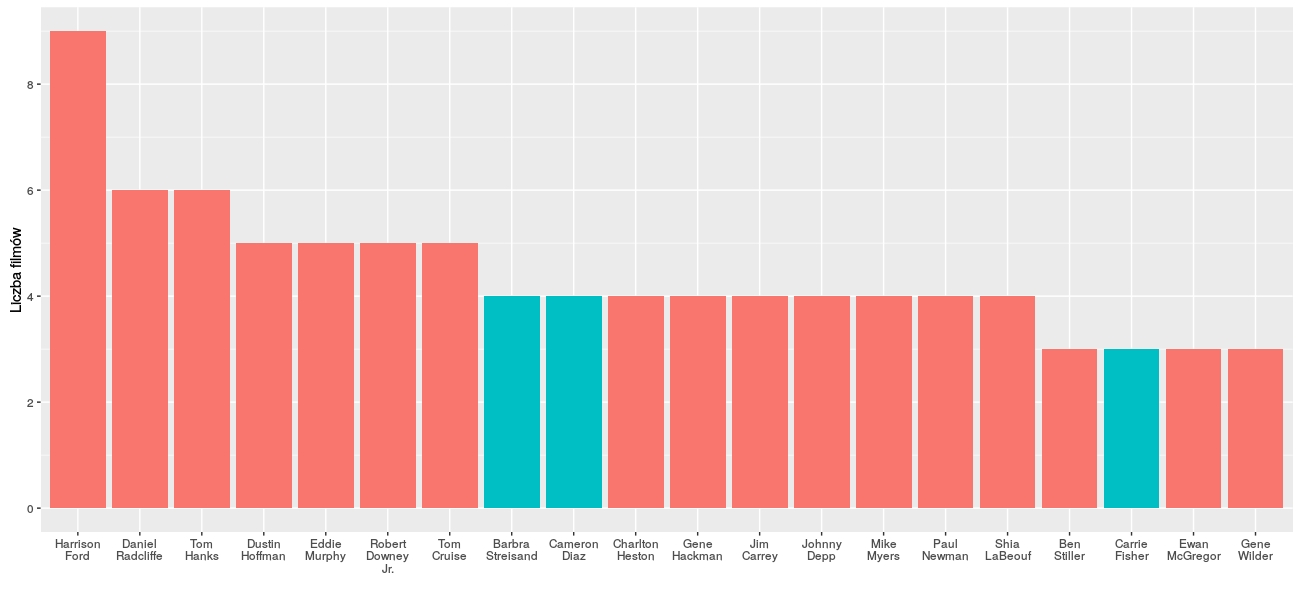 Liczba filmów
8
6
4
2
0
Harrison
Ford
Daniel
Radcliffe
Tom
Hanks
Dustin
Hoffman
Eddie
Murphy
Robert
Downey
Jr.
Tom
Cruise
Barbra
Streisand
Cameron
Diaz
Charlton
Heston
Gene
Hackman
Jim
Carrey
Johnny
Depp
Mike
Myers
Paul
Newman
Shia
LaBeouf
Ben
Stiller
Carrie
Fisher
Ewan
McGregor
Gene
Wilder